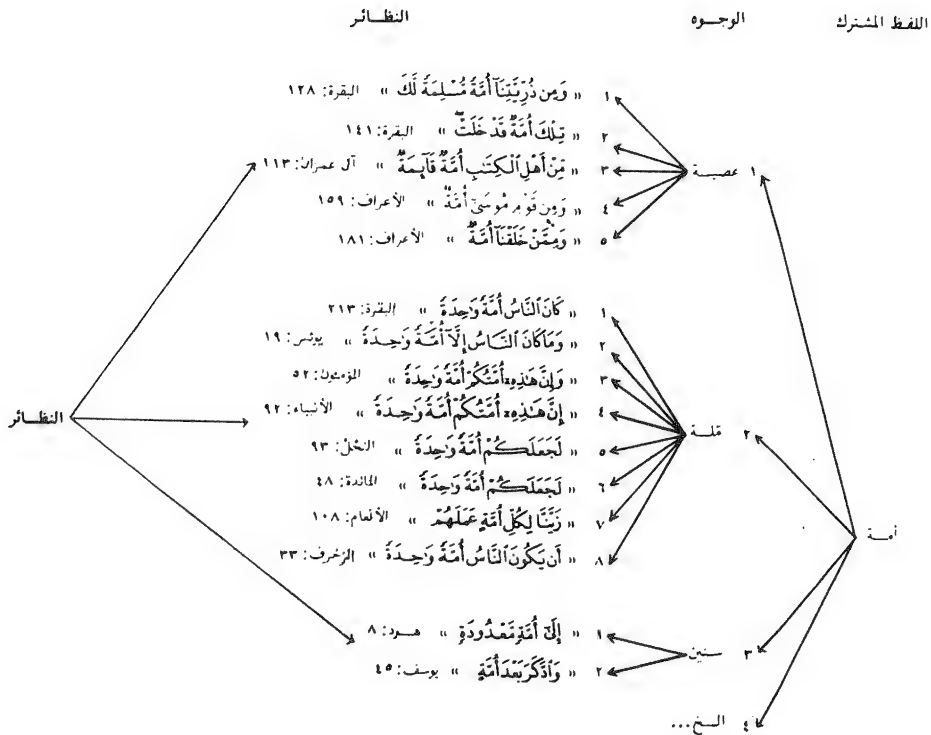 اللفظ المشترك الوجوه النظائر
١ « وَمِن ذُرِّيَّتِنَآ أُمَّةً مُّسْلِمَةً لَّكَ » البقرة: ١٢٨
٢ « تِلْكَ أُمَّةٌ قَدْ خَلَتْ » البقرة: ١٤١
١ عصبة ٣ « مِّنْ أَهْلِ ٱلْكِتَٰبِ أُمَّةٌ قَآئِمَةٌ » آل عمران: ١١٣
٤ « وَمِن قَوْمِ مُوسَىٰٓ أُمَّةٌ » الأعراف: ١٥٩
٥ « وَمِمَّنْ خَلَقْنَآ أُمَّةٌ » الأعراف: ١٨١
١ « كَانَ ٱلنَّاسُ أُمَّةً وَٰحِدَةً » البقرة: ٢١٣
٢ « وَمَا كَانَ ٱلنَّاسُ إِلَّآ أُمَّةً وَٰحِدَةً » يونس: ١٩
٣ « وَإِنَّ هَٰذِهِۦٓ أُمَّتُكُمْ أُمَّةً وَٰحِدَةً » المؤمنون: ٥٢
٤ « إِنَّ هَٰذِهِۦٓ أُمَّتُكُمْ أُمَّةً وَٰحِدَةً » الأنبياء: ٩٢
النظائر
٢ ملة ٥ « لَجَعَلَكُمْ أُمَّةً وَٰحِدَةً » النحل: ٩٣
٦ « لَجَعَلَكُمْ أُمَّةً وَٰحِدَةً » المائدة: ٤٨
٧ « زَيَّنَّا لِكُلِّ أُمَّةٍ عَمَلَهُمْ » الأنعام: ١٠٨
أمة
٨ « أَن يَكُونَ ٱلنَّاسُ أُمَّةً وَٰحِدَةً » الزخرف: ٣٣
١ « إِلَىٰٓ أُمَّةٍ مَّعْدُودَةٍ » هود: ٨
٣ سنين
٢ « وَٱدَّكَرَ بَعْدَ أُمَّةٍ » يوسف: ٤٥
٤ الخ...